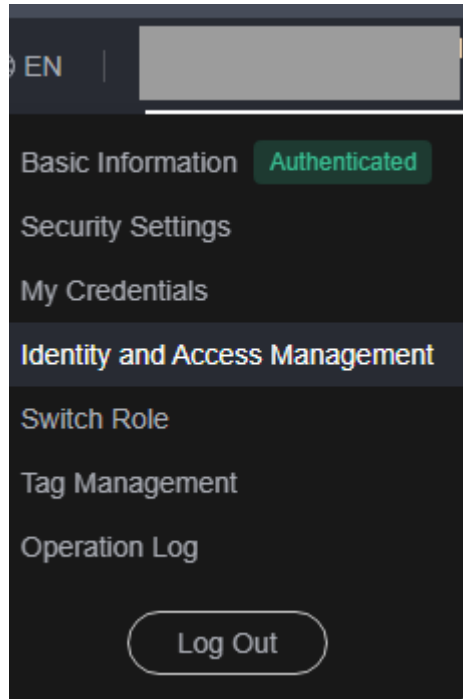 EN
Basic Information Authenticated
Security Settings
My Credentials
Identity and Access Management
Switch Role
Tag Management
Operation Log
Log Out